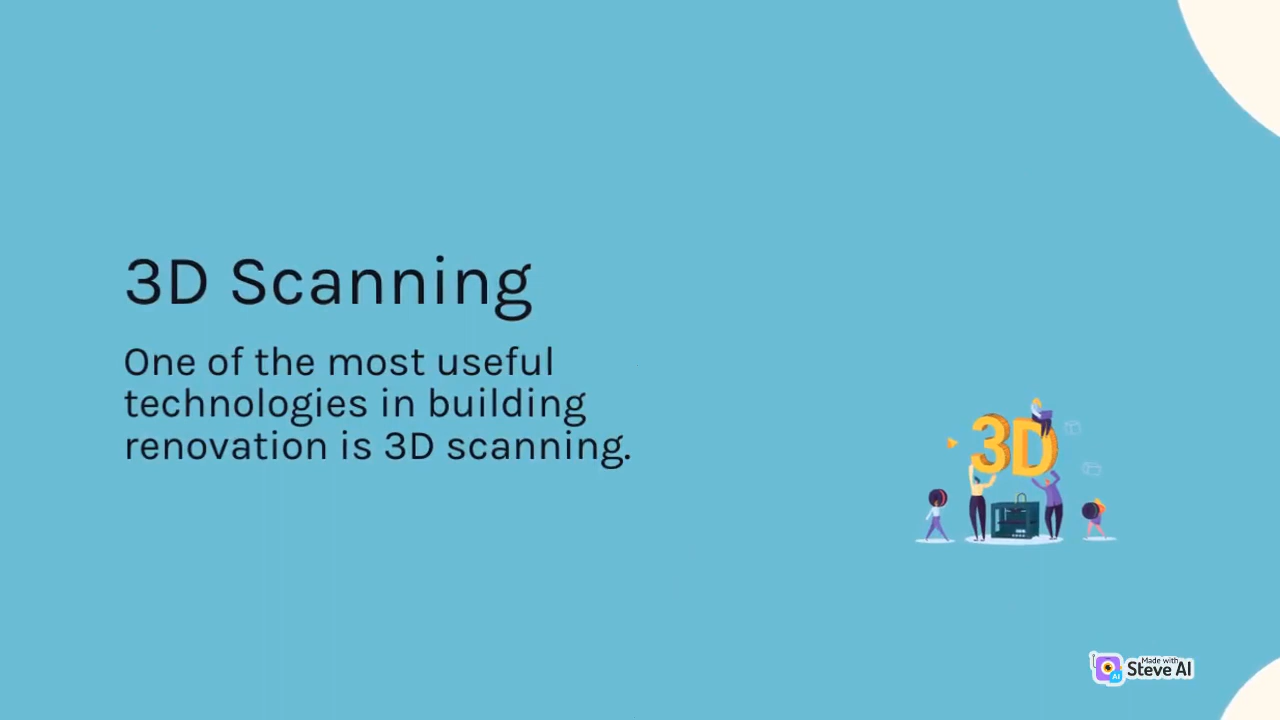 3D Scanning
One of the most useful
technologies in building
renovation is 3D scanning.
3D
Made with
Steve AI
AI